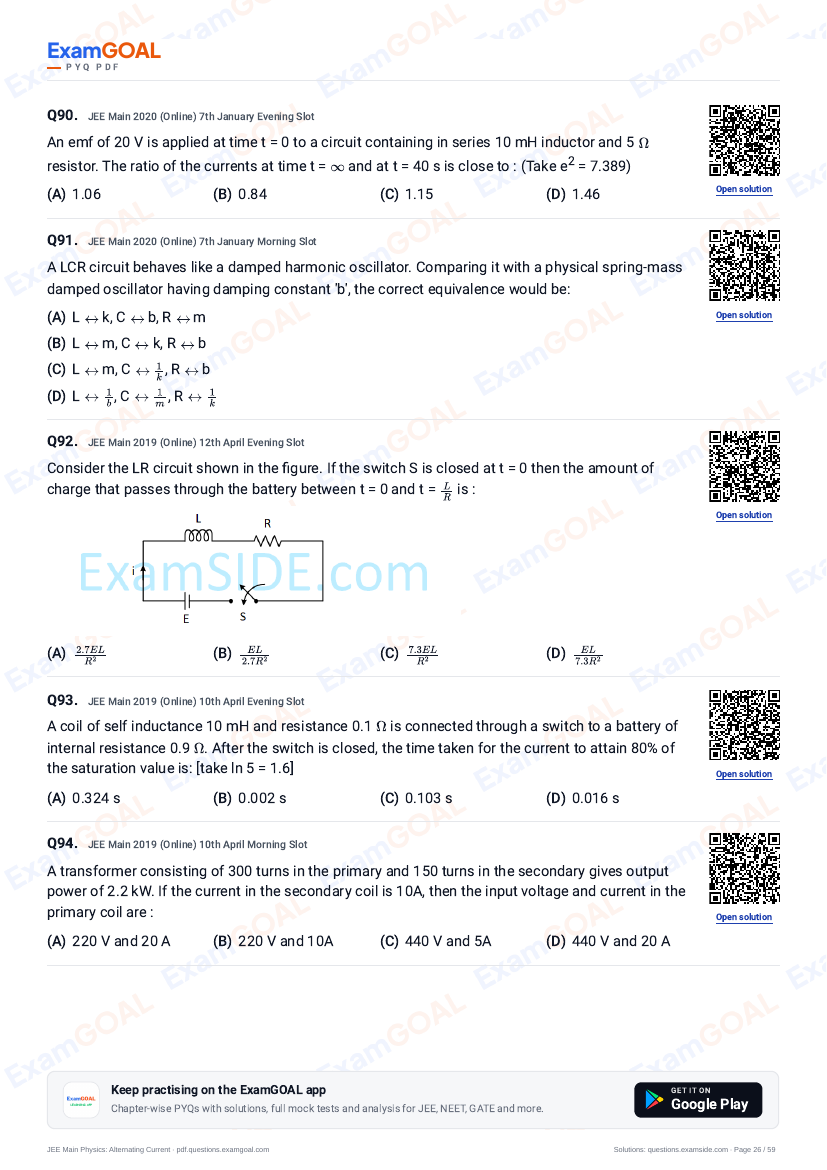 ExamGOAL
PYQ PDF
Q90. JEE Main 2020 (Online) 7th January Evening Slot
An emf of 20 V is applied at time t = 0 to a circuit containing in series 10 mH inductor and 5 Ω
resistor. The ratio of the currents at time t = ∞ and at t = 40 s is close to : (Take e² = 7.389)
(A) 1.06 (B) 0.84 (C) 1.15 (D) 1.46
Open solution
Q91. JEE Main 2020 (Online) 7th January Morning Slot
A LCR circuit behaves like a damped harmonic oscillator. Comparing it with a physical spring-mass
damped oscillator having damping constant 'b', the correct equivalence would be:
(A) L ↔ k, C ↔ b, R ↔ m
(B) L ↔ m, C ↔ k, R ↔ b
(C) L ↔ m, C ↔ 1/k, R ↔ b
(D) L ↔ 1/b, C ↔ 1/m, R ↔ 1/k
Open solution
Q92. JEE Main 2019 (Online) 12th April Evening Slot
Consider the LR circuit shown in the figure. If the switch S is closed at t = 0 then the amount of
charge that passes through the battery between t = 0 and t = L/R is :
Open solution
L R
i
ExamSIDE.com
E S
(A) 2.7EL/R² (B) EL/2.7R² (C) 7.3EL/R² (D) EL/7.3R²
Q93. JEE Main 2019 (Online) 10th April Evening Slot
A coil of self inductance 10 mH and resistance 0.1 Ω is connected through a switch to a battery of
internal resistance 0.9 Ω. After the switch is closed, the time taken for the current to attain 80% of
the saturation value is: [take ln 5 = 1.6]
(A) 0.324 s (B) 0.002 s (C) 0.103 s (D) 0.016 s
Open solution
Q94. JEE Main 2019 (Online) 10th April Morning Slot
A transformer consisting of 300 turns in the primary and 150 turns in the secondary gives output
power of 2.2 kW. If the current in the secondary coil is 10A, then the input voltage and current in the
primary coil are :
(A) 220 V and 20 A (B) 220 V and 10A (C) 440 V and 5A (D) 440 V and 20 A
Open solution
ExamGOAL
Keep practising on the ExamGOAL app
Chapter-wise PYQs with solutions, full mock tests and analysis for JEE, NEET, GATE and more.
GET IT ON
Google Play
JEE Main Physics: Alternating Current · pdf.questions.examgoal.com
Solutions: questions.examside.com · Page 26 / 59